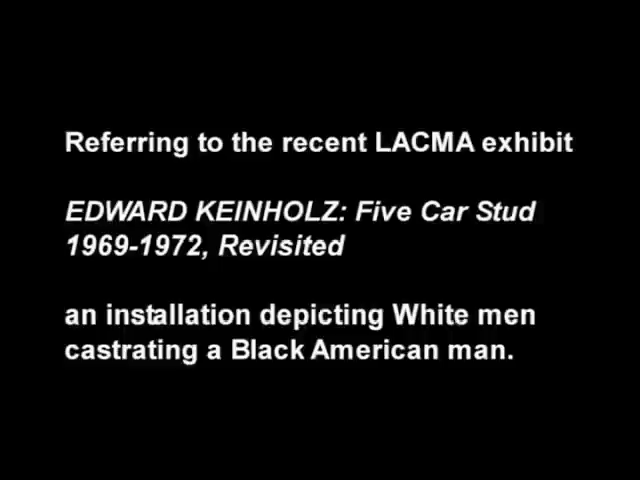 Referring to the recent LACMA exhibit
EDWARD KEINHOLZ: Five Car Stud
1969-1972, Revisited
an installation depicting White men
castrating a Black American man.